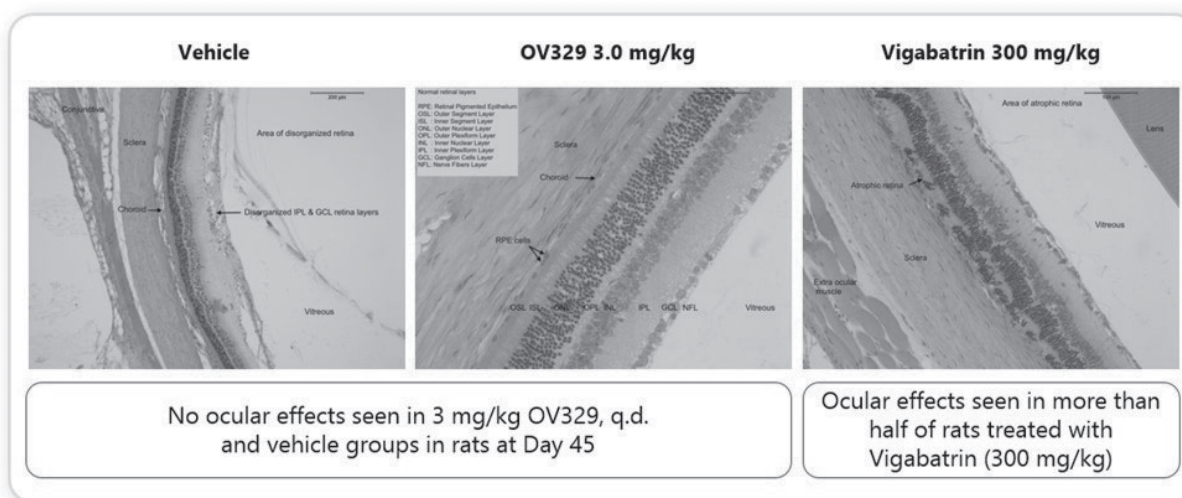 Vehicle
OV329 3.0 mg/kg
Vigabatrin 300 mg/kg
Conjunctiva
200 µm
Area of disorganized retina
Sclera
Choroid
Disorganized IPL & GCL retina layers
Vitreous
Normal retinal layers
RPE: Retinal Pigmented Epithelium
OSL: Outer Segment Layer
ISL : Inner Segment Layer
ONL: Outer Nuclear Layer
OPL: Outer Plexiform Layer
INL : Inner Nuclear Layer
IPL : Inner Plexiform Layer
GCL: Ganglion Cells Layer
NFL: Nerve Fibers Layer
Sclera
Choroid
RPE cells
OSL ISL ONL OPL INL IPL GCL NFL Vitreous
Area of atrophic retina
Lens
Atrophic retina
Vitreous
Sclera
Extra ocular
muscle
No ocular effects seen in 3 mg/kg OV329, q.d.
and vehicle groups in rats at Day 45
Ocular effects seen in more than
half of rats treated with
Vigabatrin (300 mg/kg)